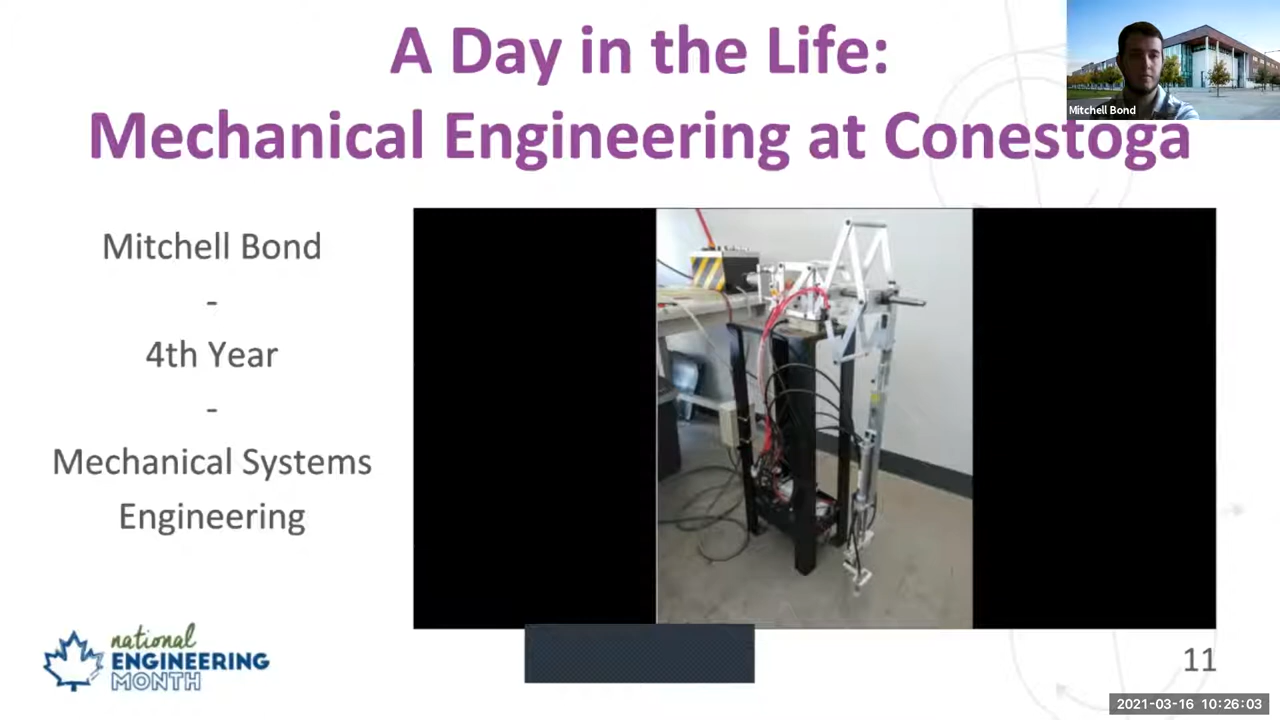 A Day in the Life:
Mechanical Engineering at Conestoga
Mitchell Bond
Mitchell Bond
-
4th Year
-
Mechanical Systems
Engineering
national
ENGINEERING
MONTH
11
2021-03-16 10:26:03